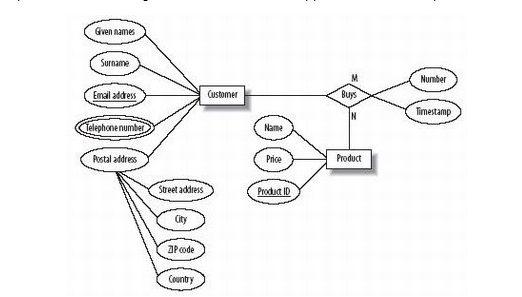 Given names
Surname
Email address
Telephone number
Postal address
Street address
City
ZIP code
Country
Customer
M
Buys
N
Number
Timestamp
Name
Price
Product ID
Product